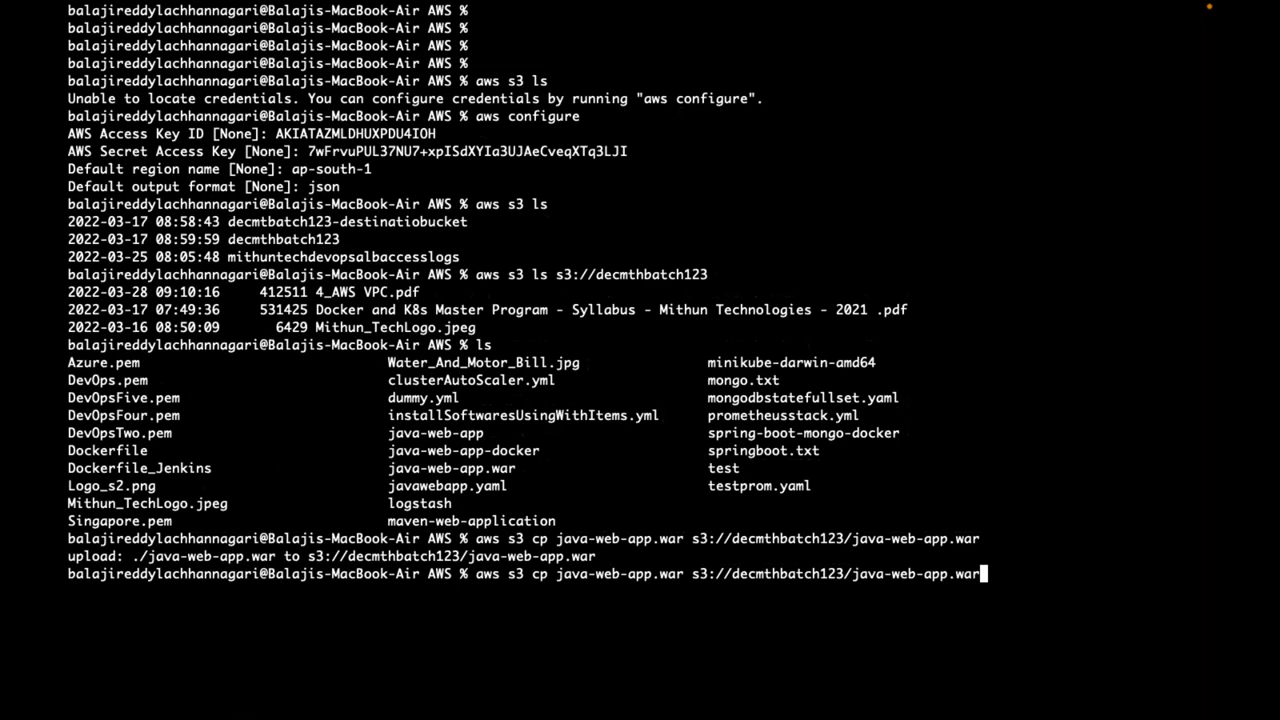 balajireddylachhannagari@Balajis-MacBook-Air AWS %
balajireddylachhannagari@Balajis-MacBook-Air AWS %
balajireddylachhannagari@Balajis-MacBook-Air AWS %
balajireddylachhannagari@Balajis-MacBook-Air AWS %
balajireddylachhannagari@Balajis-MacBook-Air AWS % aws s3 ls
Unable to locate credentials. You can configure credentials by running "aws configure".
balajireddylachhannagari@Balajis-MacBook-Air AWS % aws configure
AWS Access Key ID [None]: AKIATAZMLDHUXPDU4IOH
AWS Secret Access Key [None]: 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
Default region name [None]: ap-south-1
Default output format [None]: json
balajireddylachhannagari@Balajis-MacBook-Air AWS % aws s3 ls
2022-03-17 08:58:43 decmtbatch123-destinatiobucket
2022-03-17 08:59:59 decmthbatch123
2022-03-25 08:05:48 mithuntechdevopsalbaccesslogs
balajireddylachhannagari@Balajis-MacBook-Air AWS % aws s3 ls s3://decmthbatch123
2022-03-28 09:10:16     412511 4_AWS VPC.pdf
2022-03-17 07:49:36     531425 Docker and K8s Master Program - Syllabus - Mithun Technologies - 2021 .pdf
2022-03-16 08:50:09       6429 Mithun_TechLogo.jpeg
balajireddylachhannagari@Balajis-MacBook-Air AWS % ls
Azure.pem Water_And_Motor_Bill.jpg minikube-darwin-amd64
DevOps.pem clusterAutoScaler.yml mongo.txt
DevOpsFive.pem dummy.yml mongodbstatefullset.yaml
DevOpsFour.pem installSoftwaresUsingWithItems.yml prometheusstack.yml
DevOpsTwo.pem java-web-app spring-boot-mongo-docker
Dockerfile java-web-app-docker springboot.txt
Dockerfile_Jenkins java-web-app.war test
Logo_s2.png javawebapp.yaml testprom.yaml
Mithun_TechLogo.jpeg logstash
Singapore.pem maven-web-application
balajireddylachhannagari@Balajis-MacBook-Air AWS % aws s3 cp java-web-app.war s3://decmthbatch123/java-web-app.war
upload: ./java-web-app.war to s3://decmthbatch123/java-web-app.war
balajireddylachhannagari@Balajis-MacBook-Air AWS % aws s3 cp java-web-app.war s3://decmthbatch123/java-web-app.war